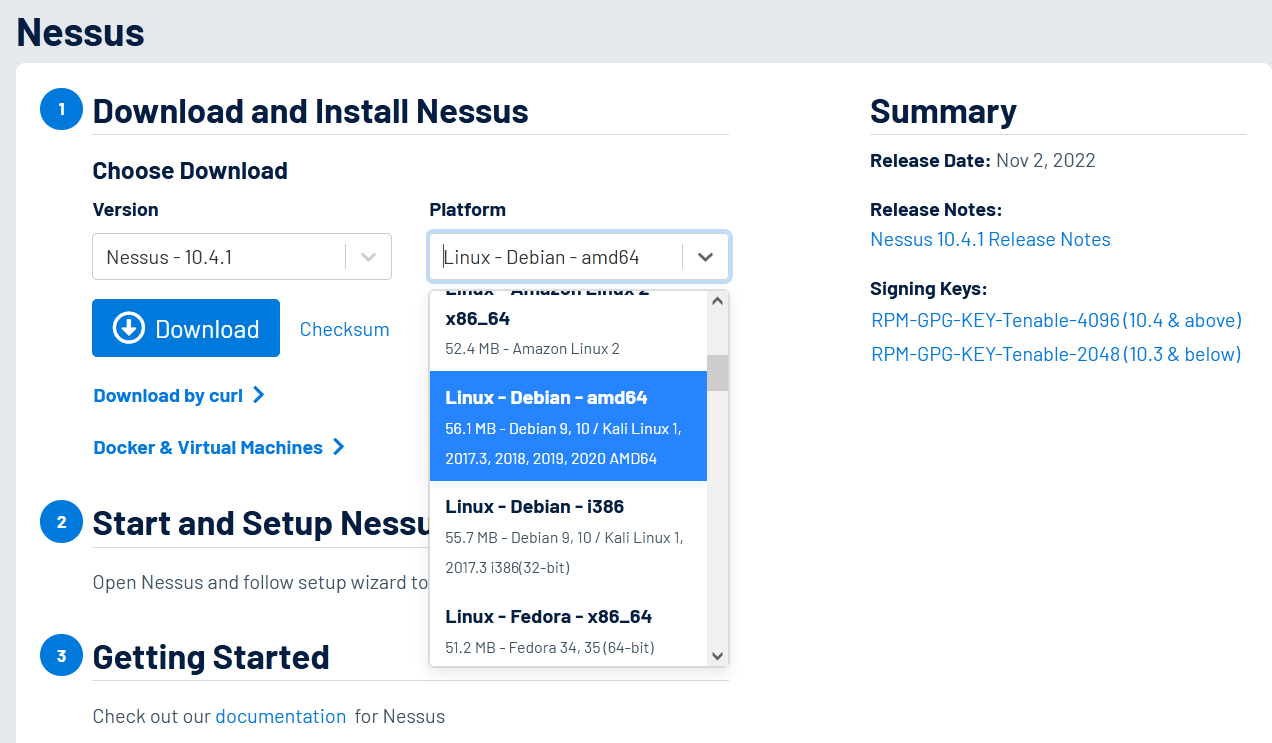 Nessus
1 Download and Install Nessus
Choose Download
Version
Nessus - 10.4.1
Platform
Linux - Debian - amd64
Download
Checksum
Download by curl
Docker & Virtual Machines
Linux - Amazon Linux 2
x86_64
52.4 MB - Amazon Linux 2
Linux - Debian - amd64
56.1 MB - Debian 9, 10 / Kali Linux 1,
2017.3, 2018, 2019, 2020 AMD64
Linux - Debian - i386
55.7 MB - Debian 9, 10 / Kali Linux 1,
2017.3 i386(32-bit)
Linux - Fedora - x86_64
51.2 MB - Fedora 34, 35 (64-bit)
2 Start and Setup Nessu
Open Nessus and follow setup wizard to
3 Getting Started
Check out our documentation for Nessus
Summary
Release Date: Nov 2, 2022
Release Notes:
Nessus 10.4.1 Release Notes
Signing Keys:
RPM-GPG-KEY-Tenable-4096 (10.4 & above)
RPM-GPG-KEY-Tenable-2048 (10.3 & below)